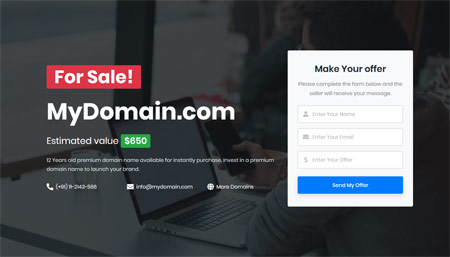 For Sale!
MyDomain.com
Estimated value $650
12 Years old premium domain name available for instantly purchase. Invest in a premium
domain name to launch your brand.
(+91) 11-2142-566 info@mydomain.com More Domains
Make Your offer
Please complete the form below and the
seller will receive your message.
Enter Your Name
Enter Your Email
$ Enter Your Offer
Send My Offer